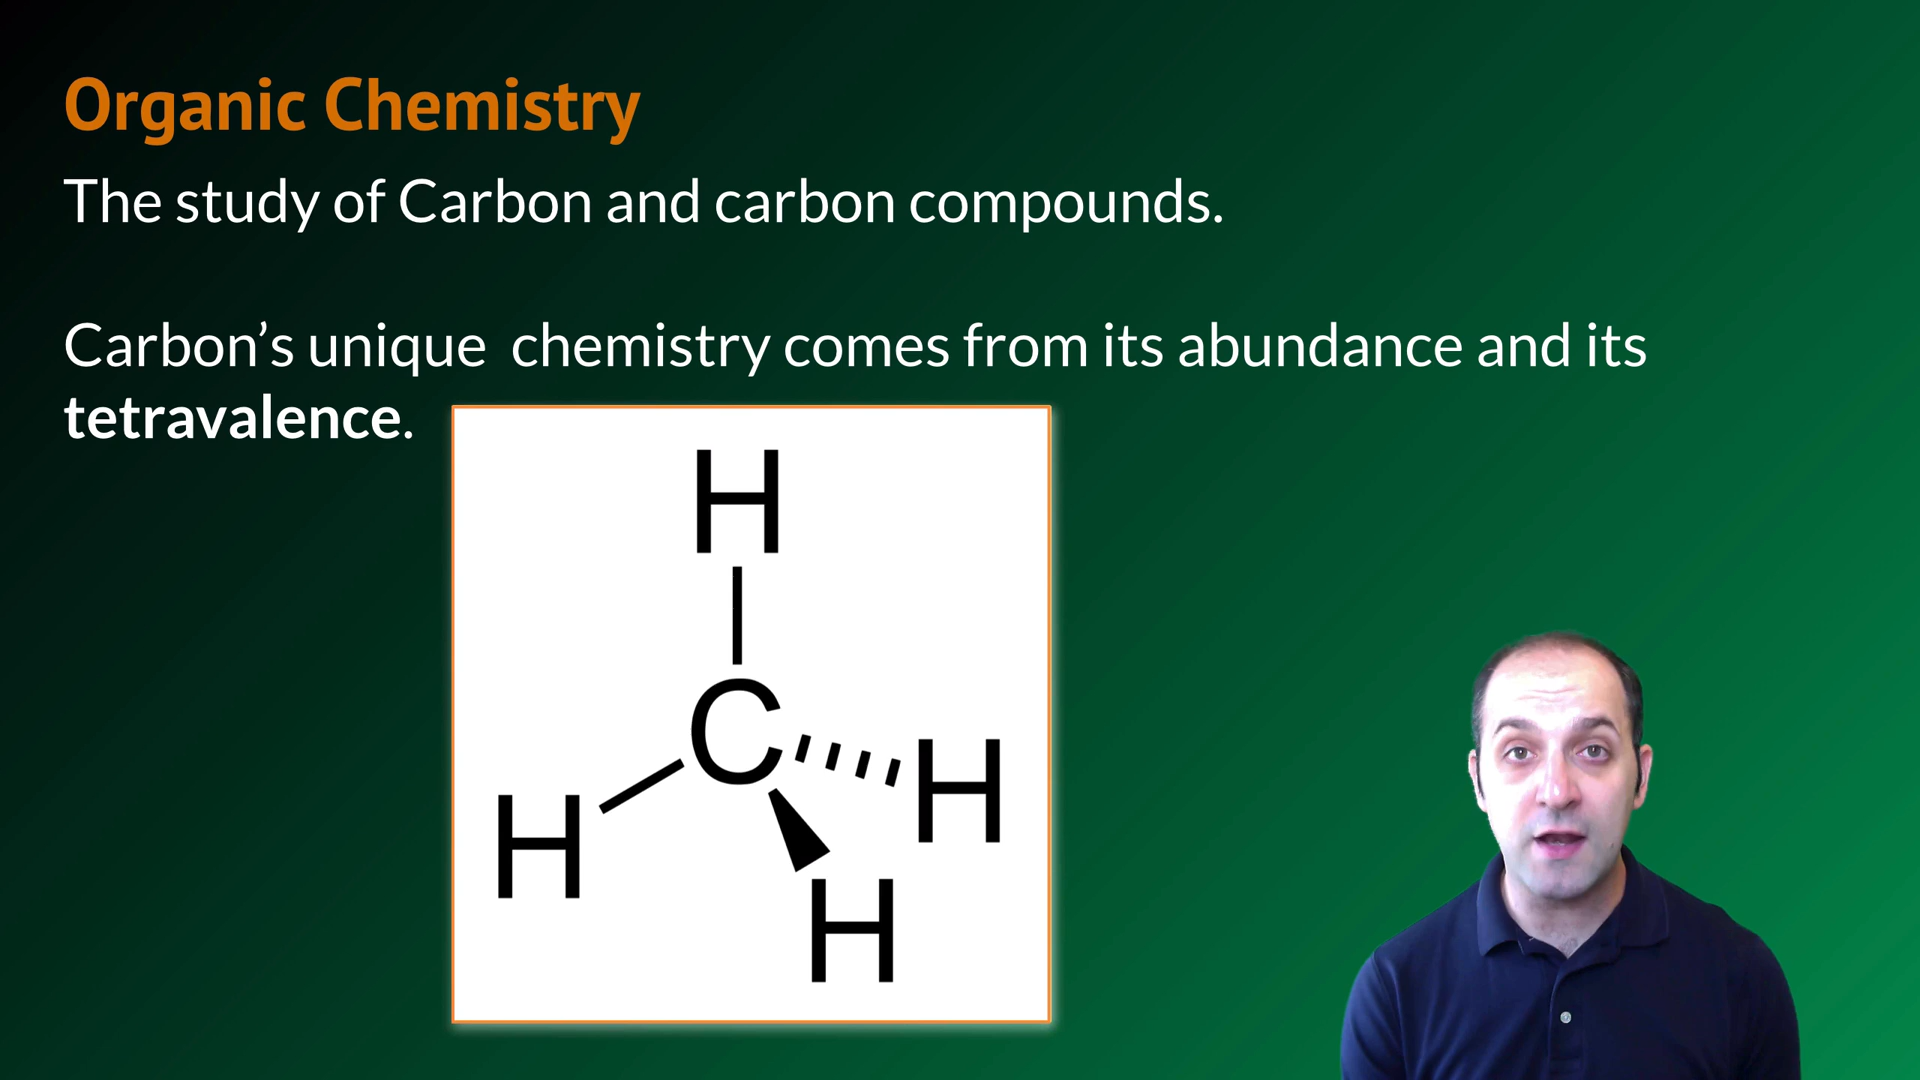 Organic Chemistry
The study of Carbon and carbon compounds.
Carbon’s unique  chemistry comes from its abundance and its
tetravalence.
H
C
H
H
H